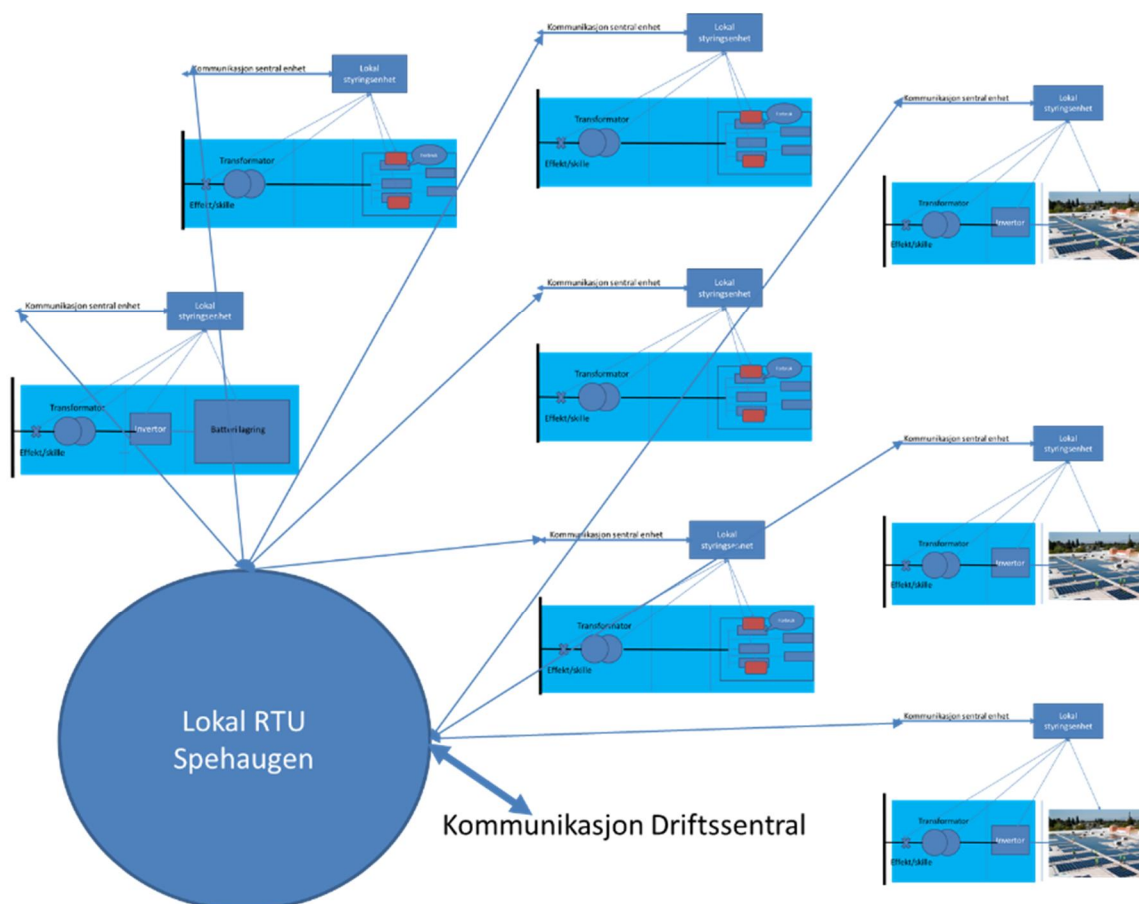 Kommunikasjon sentral enhet
Lokal
styringsenhet
Transformator
Effekt/skille
Kommunikasjon sentral enhet
Lokal
styringsenhet
Transformator
Effekt/skille
Kommunikasjon sentral enhet
Lokal
styringsenhet
Transformator
Invertor
Effekt/skille
Kommunikasjon sentral enhet
Lokal
styringsenhet
Transformator
Invertor
Batteri lagring
Effekt/skille
Kommunikasjon sentral enhet
Lokal
styringsenhet
Transformator
Effekt/skille
Kommunikasjon sentral enhet
Lokal
styringsenhet
Transformator
Invertor
Effekt/skille
Kommunikasjon sentral enhet
Lokal
styringsenhet
Transformator
Effekt/skille
Kommunikasjon sentral enhet
Lokal
styringsenhet
Transformator
Invertor
Effekt/skille
Lokal RTU
Spehaugen
Kommunikasjon Driftssentral